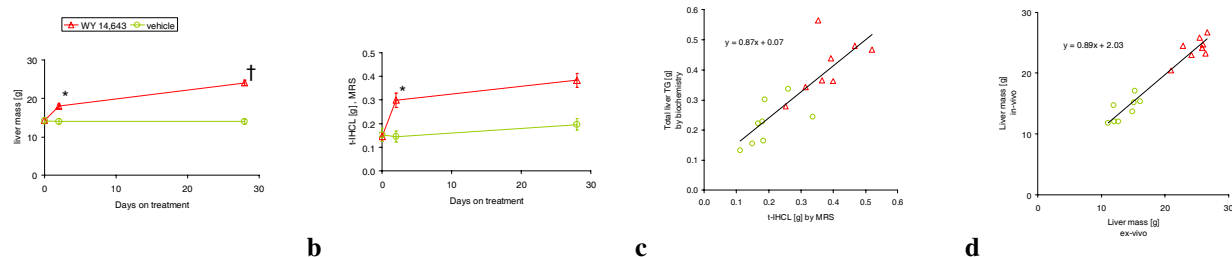 WY 14,643 vehicle
30
20
10
0
liver mass [g]
*
†
0 10 20 30
Days on treatment
b
0.5
0.4
0.3
0.2
0.1
0.0
t-IHCL [g], MRS
*
0 10 20 30
Days on treatment
c
0.6
0.5
0.4
0.3
0.2
0.1
0.0
Total liver TG [g]
by biochemistry
y = 0.87x + 0.07
0.0 0.1 0.2 0.3 0.4 0.5 0.6
t-IHCL [g] by MRS
d
30
20
10
0
Liver mass [g]
in-vivo
y = 0.89x + 2.03
0 10 20 30
Liver mass [g]
ex-vivo